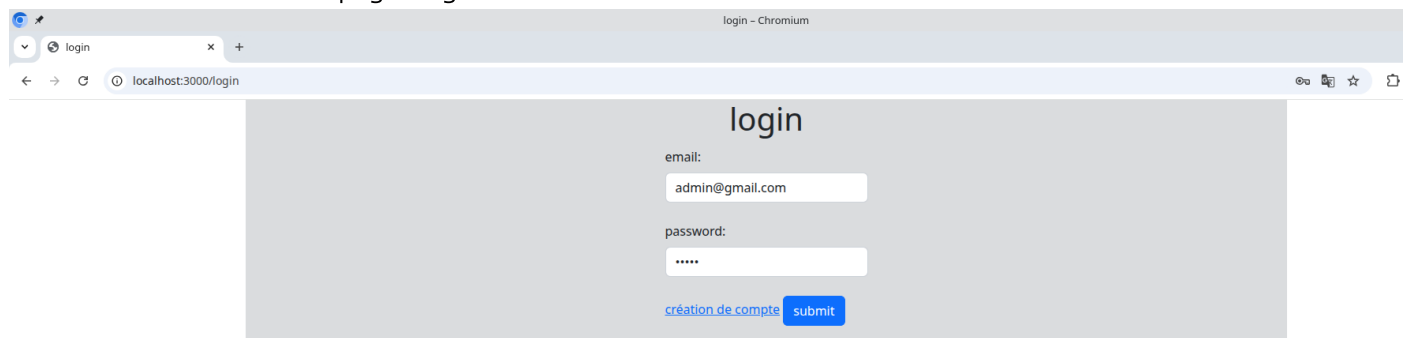 login – Chromium
login
localhost:3000/login
login
email:
admin@gmail.com
password:
•••••
création de compte submit